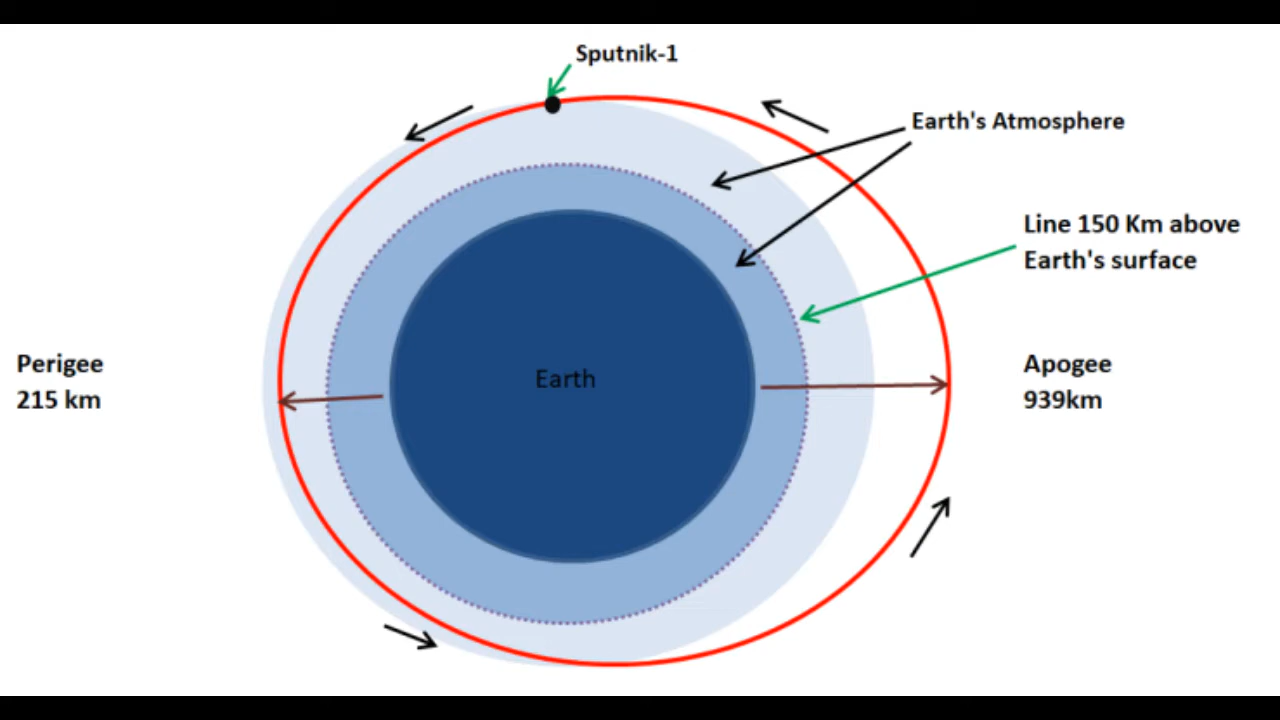 Sputnik-1
Earth's Atmosphere
Line 150 Km above
Earth's surface
Perigee
215 km
Earth
Apogee
939km